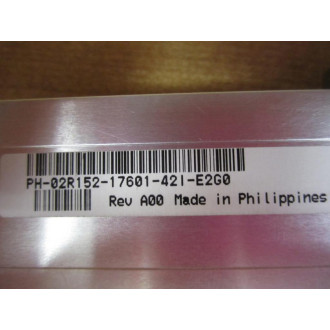 PH-02R152-17601-42I-E2G0
Rev A00 Made in Philippines